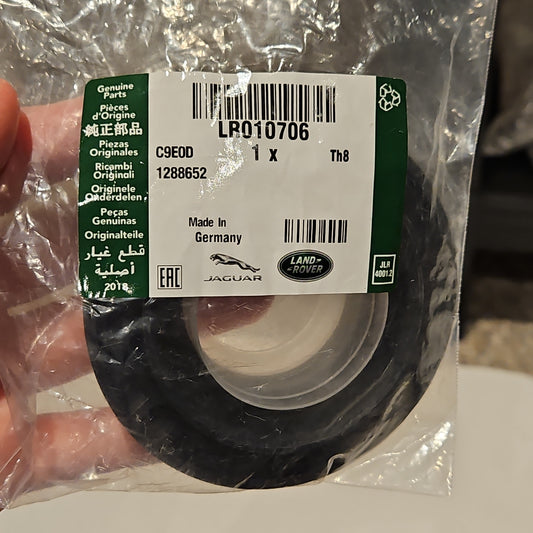 Genuine
Parts
Pièces
d'Origine
純正部品
Piezas
Originales
Ricambi
Originali
Originele
Onderdelen
Peças
Genuinas
Originalteile
قطع غيار
أصلية
2018
LR010706
C9E0D
1 X
Th8
1288652
Made In
Germany
EAC
JAGUAR
LAND-
ROVER
JLR
40012